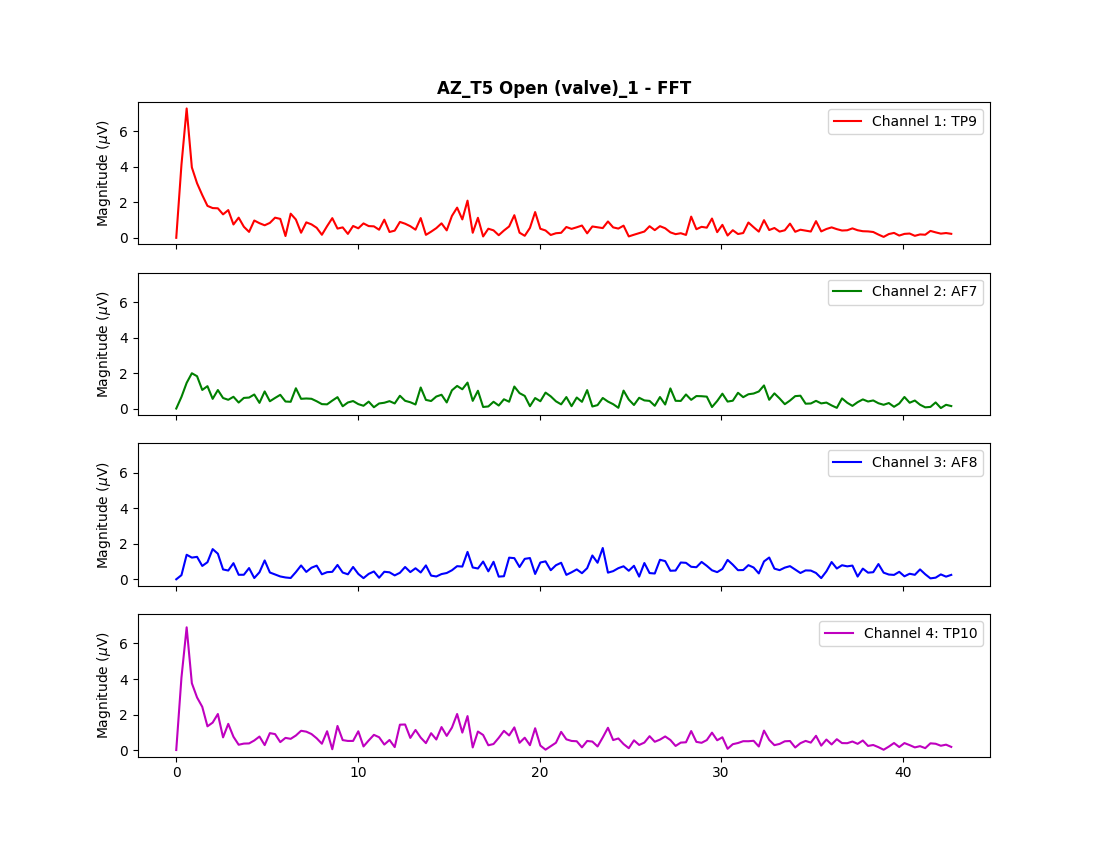 AZ_T5 Open (valve)_1 - FFT
Magnitude (μV)
6
4
2
0
Channel 1: TP9
Magnitude (μV)
6
4
2
0
Channel 2: AF7
Magnitude (μV)
6
4
2
0
Channel 3: AF8
Magnitude (μV)
6
4
2
0
Channel 4: TP10
0 10 20 30 40